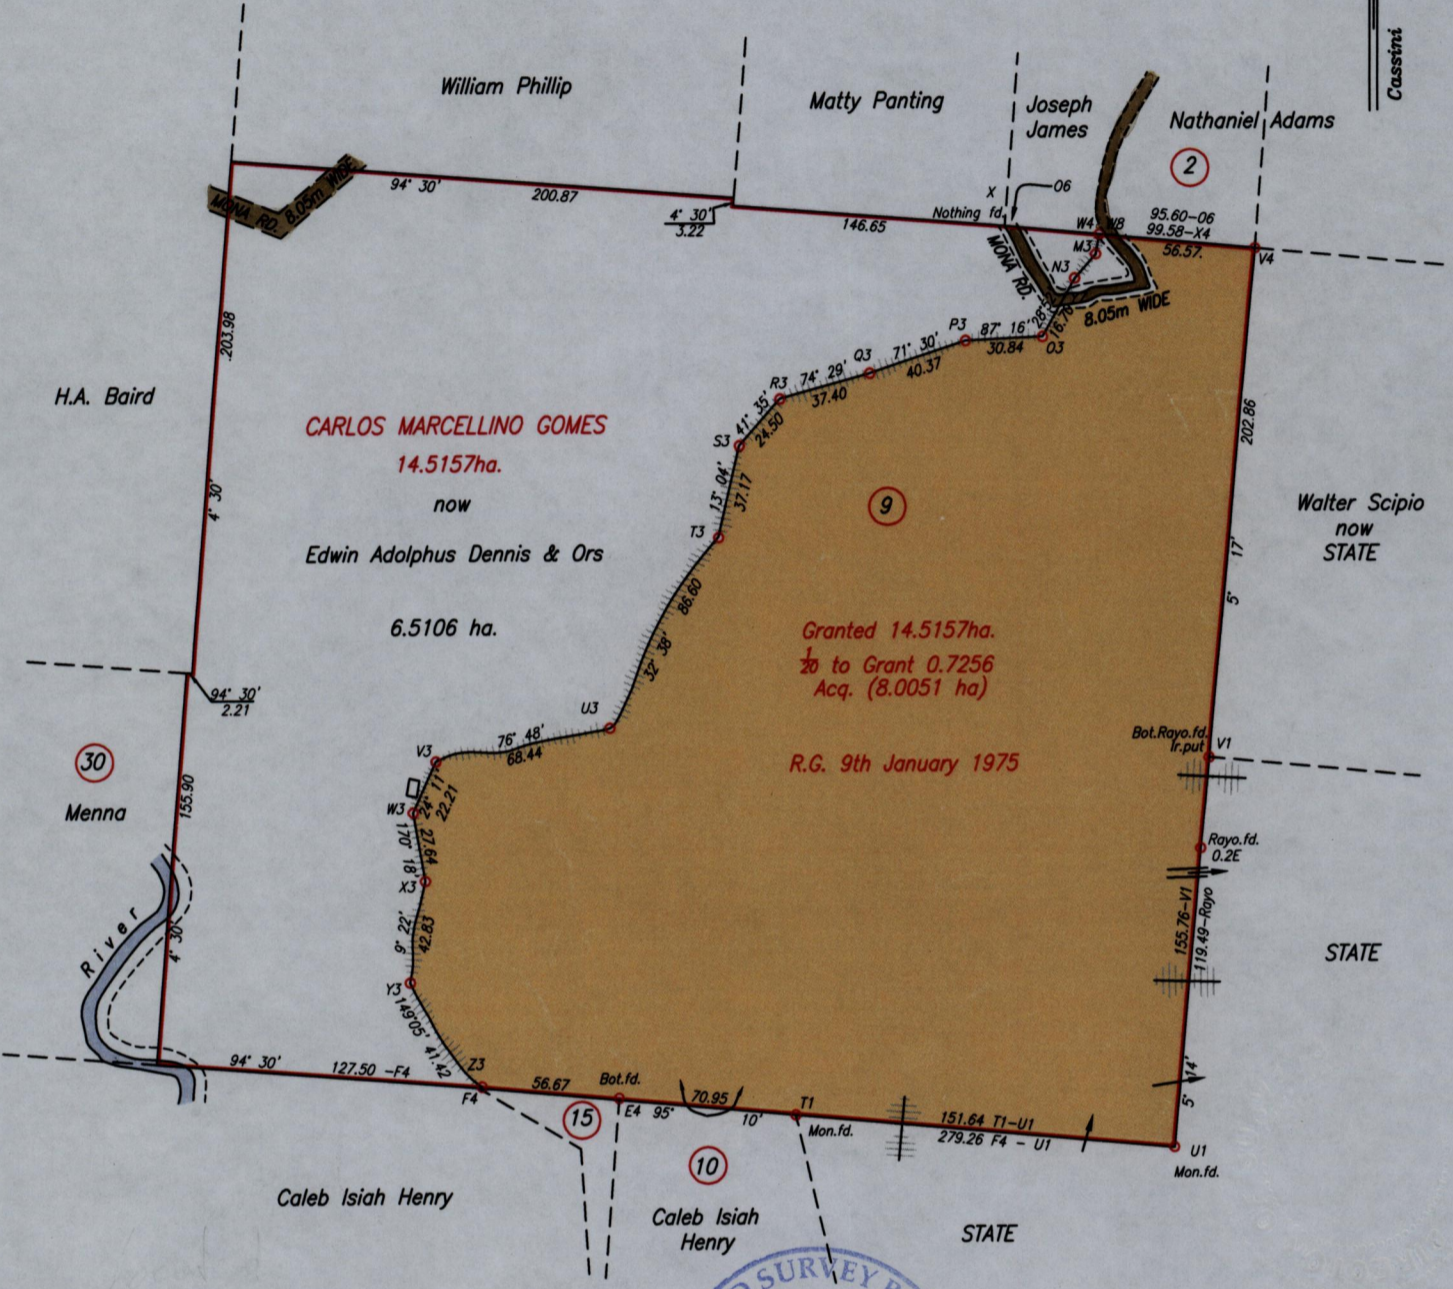 Cassini
William Phillip
Matty Panting
Joseph
James
Nathaniel Adams
2
MONA RD. 8.05m WIDE
94° 30'
200.87
4° 30'
3.22
146.65
X
Nothing fd.
06
W4
W8
95.60-06
99.58-X4
56.57.
V4
M3
N3
MONA RD.
8.05m WIDE
16.76
O3
P3
87° 16'
30.84
Q3
71° 30'
40.37
R3
74° 29'
37.40
S3
41° 35'
24.50
13° 04'
37.17
T3
203.98
4° 30'
H.A. Baird
CARLOS MARCELLINO GOMES
14.5157ha.
now
Edwin Adolphus Dennis & Ors
6.5106 ha.
9
202.86
Walter Scipio
now
STATE
5° 17'
86.60
32° 38'
Granted 14.5157ha.
1/20 to Grant 0.7256
Acq. (8.0051 ha)
R.G. 9th January 1975
94° 30'
2.21
U3
76° 48'
68.44
V3
24° 11'
22.21
W3
170° 18'
27.64
X3
9° 22'
42.83
Y3
149°05'
41.42
Z3
Bot.Rayo.fd.
Ir.put
V1
30
Menna
155.90
4° 30'
River
Rayo.fd.
0.2E
155.76-V1
119.49-Rayo
STATE
5° 14'
94° 30'
127.50 -F4
F4
56.67
Bot.fd.
E4
95° 10'
70.95
T1
Mon.fd.
151.64 T1-U1
279.26 F4 - U1
U1
Mon.fd.
15
10
Caleb Isiah Henry
Caleb Isiah
Henry
STATE
SURVEY